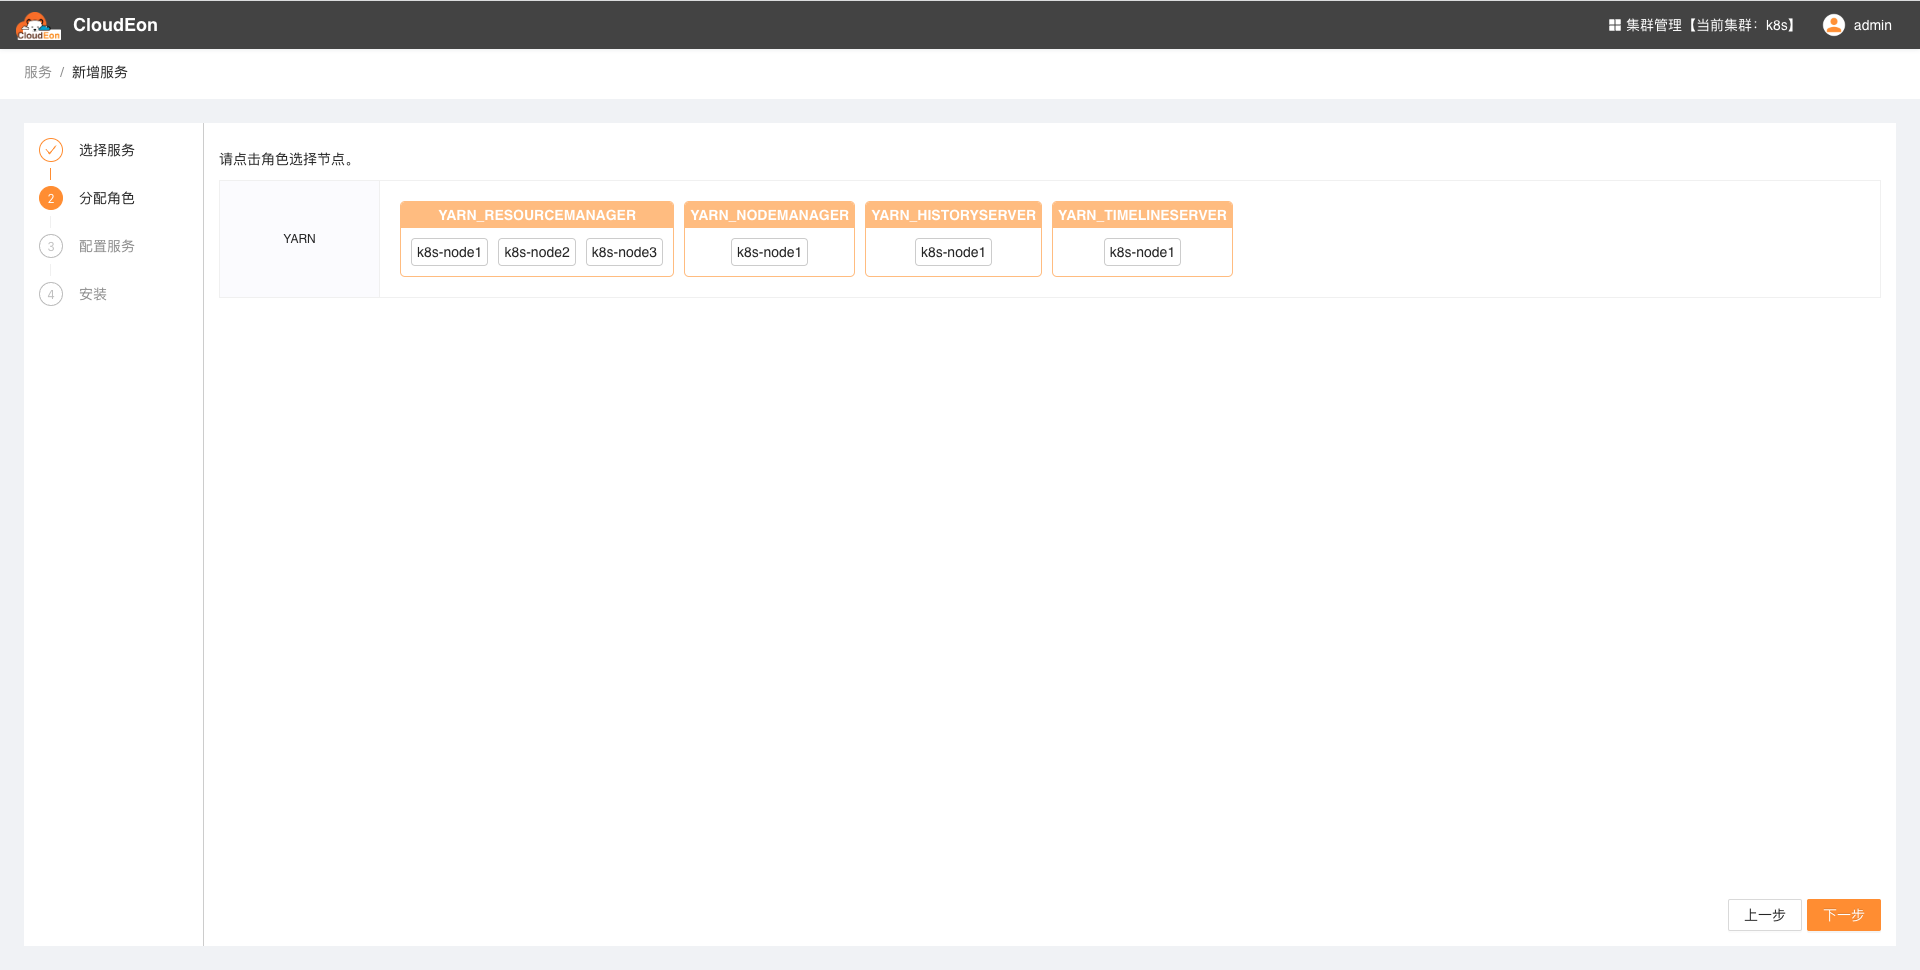 CloudEon CloudEon 集群管理【当前集群：k8s】 admin
服务 / 新增服务
选择服务
2 分配角色
3 配置服务
4 安装
请点击角色选择节点。
YARN
YARN_RESOURCEMANAGER YARN_NODEMANAGER YARN_HISTORYSERVER YARN_TIMELINESERVER
k8s-node1 k8s-node2 k8s-node3 k8s-node1 k8s-node1 k8s-node1
上一步 下一步